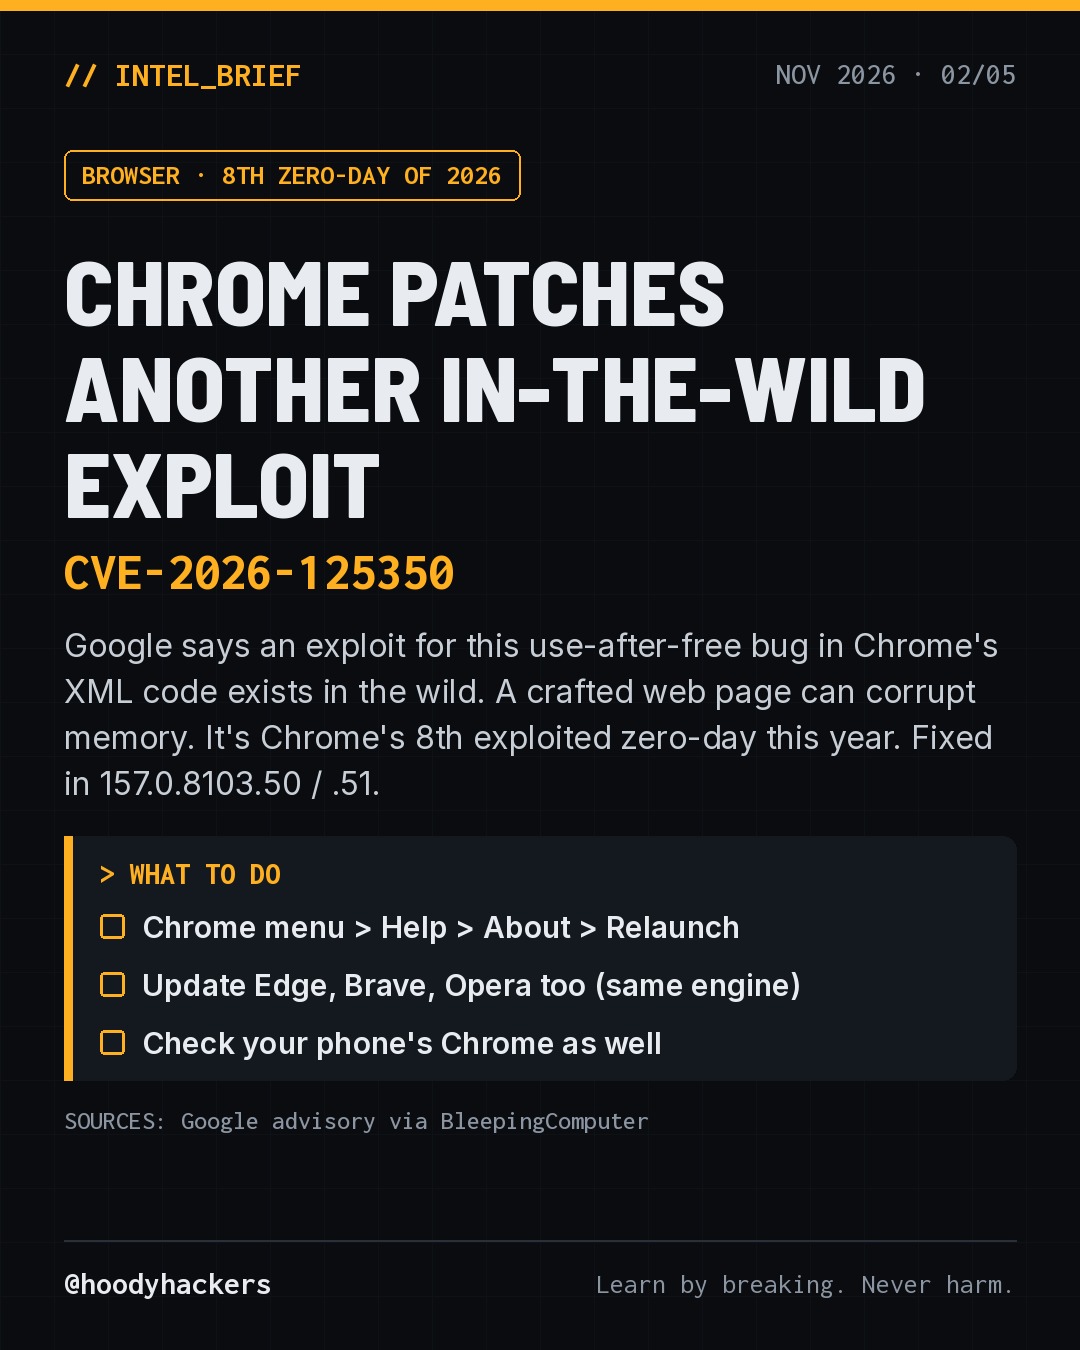 // INTEL_BRIEF
NOV 2026 · 02/05
BROWSER · 8TH ZERO-DAY OF 2026
CHROME PATCHES
ANOTHER IN-THE-WILD
EXPLOIT
CVE-2026-125350
Google says an exploit for this use-after-free bug in Chrome's
XML code exists in the wild. A crafted web page can corrupt
memory. It's Chrome's 8th exploited zero-day this year. Fixed
in 157.0.8103.50 / .51.
> WHAT TO DO
Chrome menu > Help > About > Relaunch
Update Edge, Brave, Opera too (same engine)
Check your phone's Chrome as well
SOURCES: Google advisory via BleepingComputer
@hoodyhackers
Learn by breaking. Never harm.